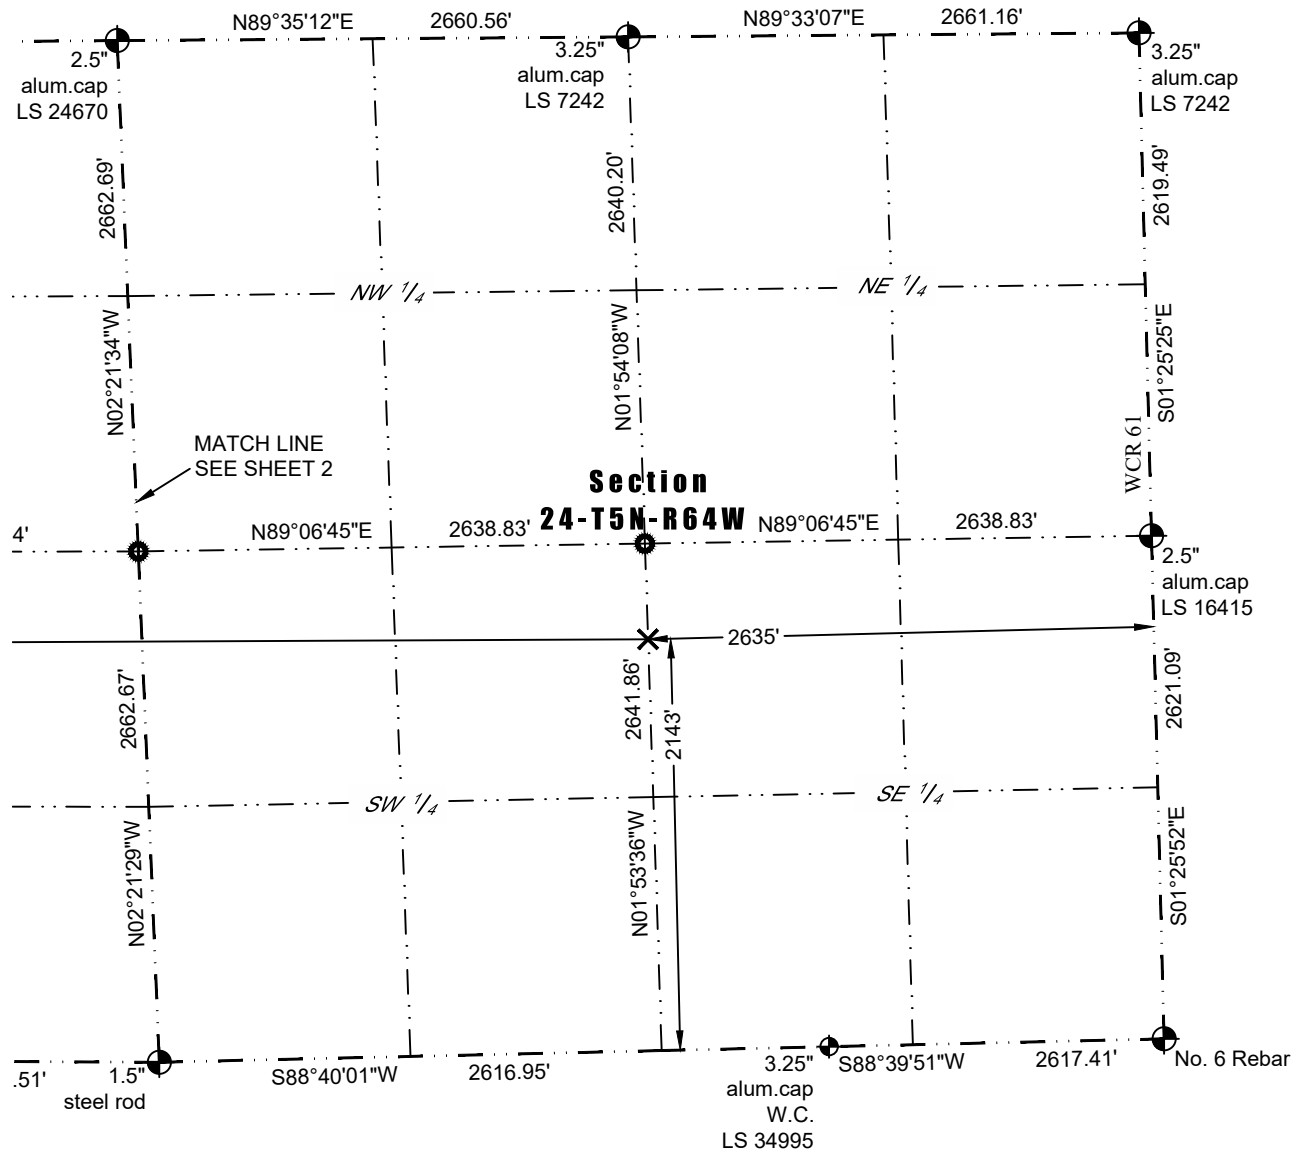 N89°35'12"E
2660.56'
N89°33'07"E
2661.16'
2.5"
alum.cap
LS 24670
3.25"
alum.cap
LS 7242
3.25"
alum.cap
LS 7242
2662.69'
2640.20'
2619.49'
NW 1/4
NE 1/4
N02°21'34"W
N01°54'08"W
S01°25'25"E
WCR 61
MATCH LINE
SEE SHEET 2
Section
24-T5N-R64W
4'
N89°06'45"E
2638.83'
N89°06'45"E
2638.83'
2.5"
alum.cap
LS 16415
2635'
2662.67'
2641.86'
2143'
2621.09'
SW 1/4
SE 1/4
N02°21'29"W
N01°53'36"W
S01°25'52"E
.51'
1.5"
steel rod
S88°40'01"W
2616.95'
3.25"
alum.cap
W.C.
LS 34995
S88°39'51"W
2617.41'
No. 6 Rebar